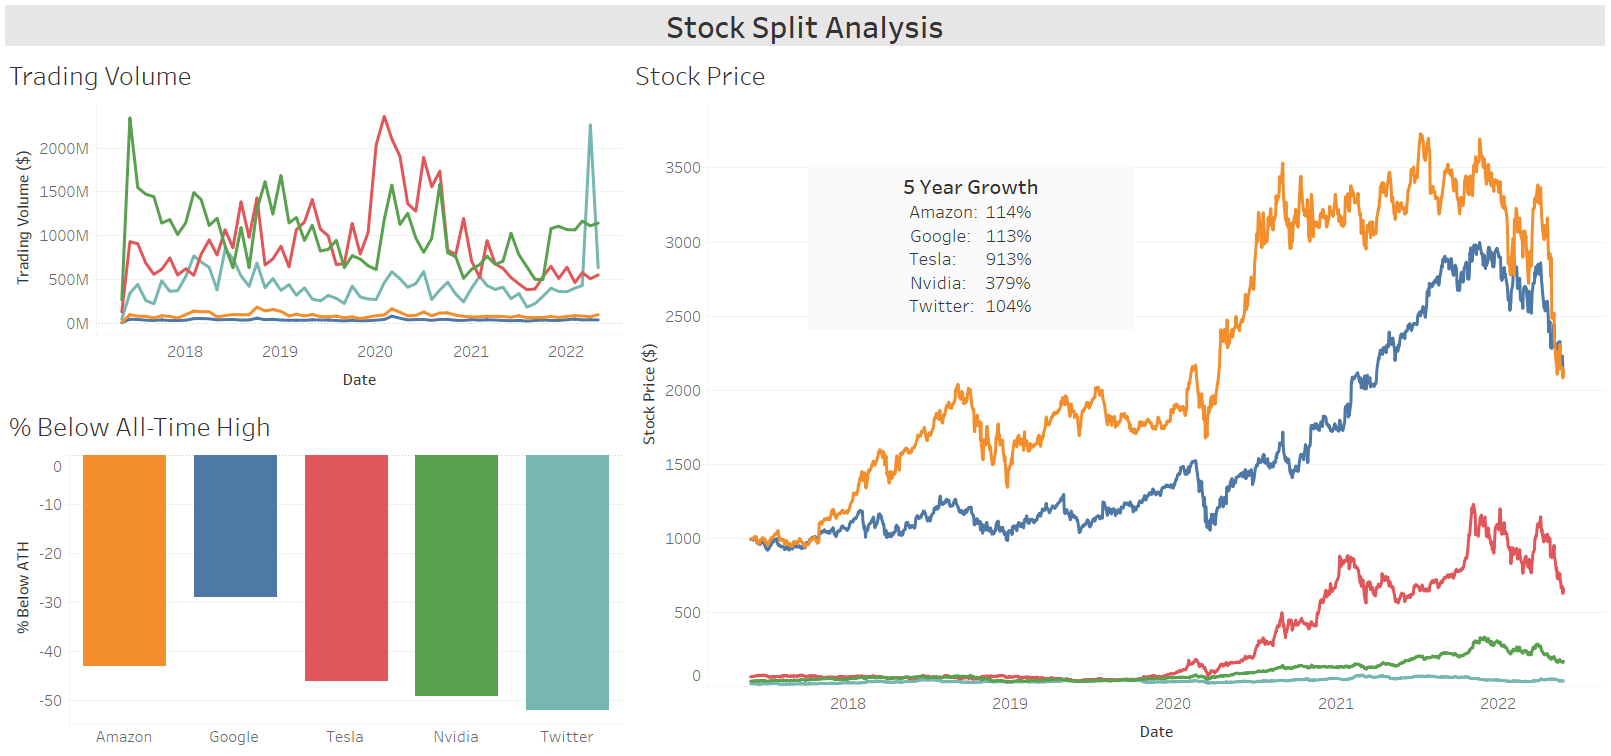 Stock Split Analysis
Trading Volume
Trading Volume ($)
2000M
1500M
1000M
500M
0M
2018 2019 2020 2021 2022
Date
% Below All-Time High
% Below ATH
0
-10
-20
-30
-40
-50
Amazon Google Tesla Nvidia Twitter
Stock Price
Stock Price ($)
3500
3000
2500
2000
1500
1000
500
0
5 Year Growth
Amazon: 114%
Google: 113%
Tesla: 913%
Nvidia: 379%
Twitter: 104%
2018 2019 2020 2021 2022
Date